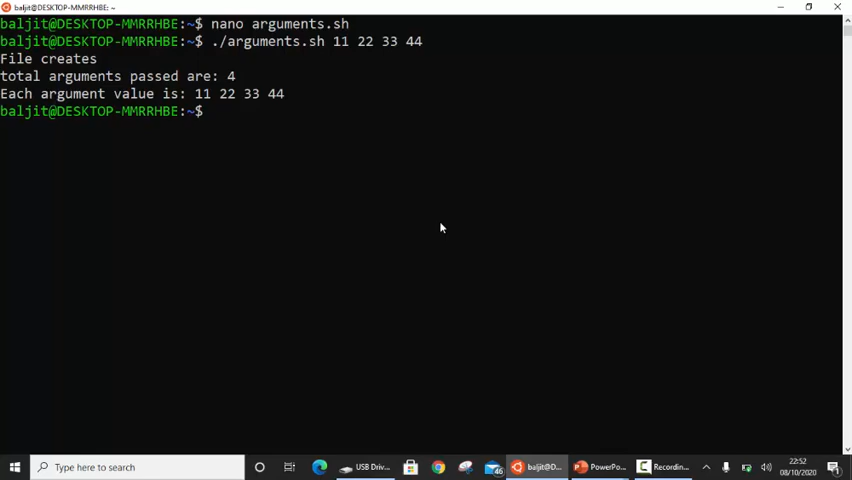 baljit@DESKTOP-MMRRHBE: ~
baljit@DESKTOP-MMRRHBE:~$ nano arguments.sh
baljit@DESKTOP-MMRRHBE:~$ ./arguments.sh 11 22 33 44
File creates
total arguments passed are: 4
Each argument value is: 11 22 33 44
baljit@DESKTOP-MMRRHBE:~$
Type here to search
46
USB Driv...
baljit@D...
PowerPo...
Recordin...
22:52
08/10/2020
1